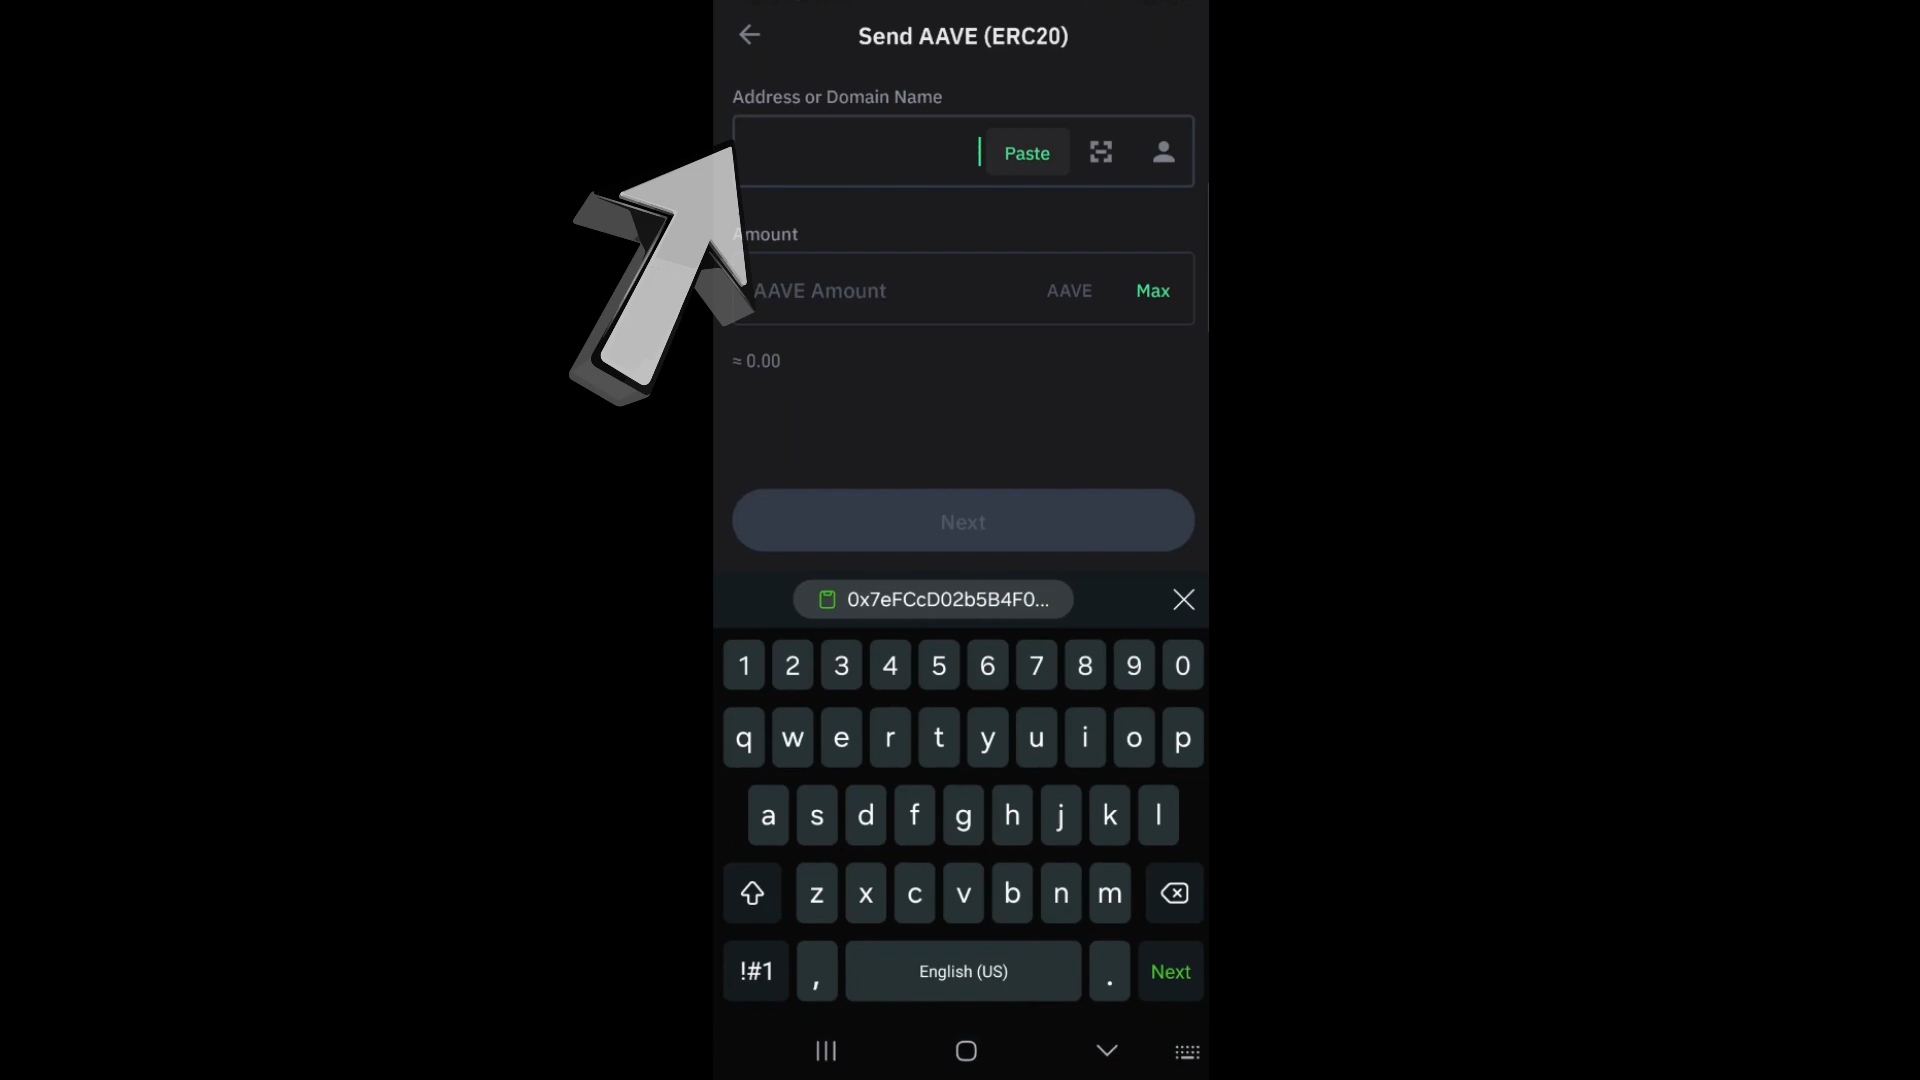 Send AAVE (ERC20)
Address or Domain Name
Paste
Amount
AAVE Amount AAVE Max
≈ 0.00
Next
0x7eFCcD02b5B4F0...
1 2 3 4 5 6 7 8 9 0
q w e r t y u i o p
a s d f g h j k l
z x c v b n m
!#1 , English (US) . Next